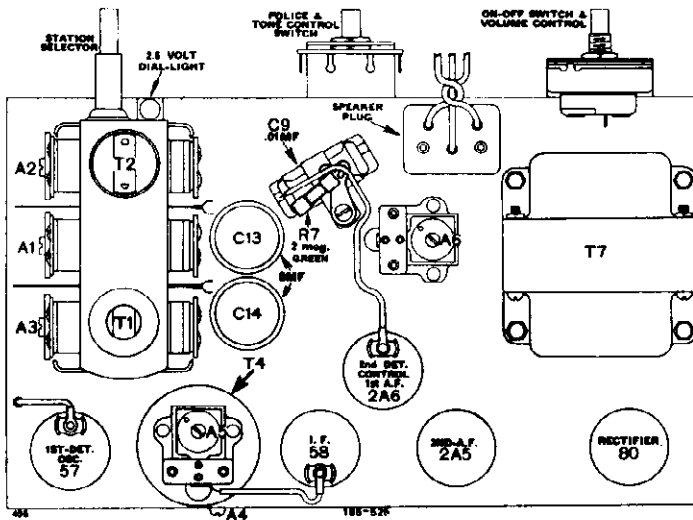 STATION
SELECTOR
2.5 VOLT
DIAL-LIGHT
POLICE &
TONE CONTROL
SWITCH
ON-OFF SWITCH &
VOLUME CONTROL
SPEAKER
PLUG
C9
.01MF
T2
A2
R7
2 meg.
GREEN
C13
A1
A5
T7
8MF
C14
A3
T1
T4
2nd DET.
CONTROL
1st A.F.
2A6
1ST-DET.
OSC.
57
I.F.
58
2ND-A.F.
2A5
RECTIFIER
80
A4